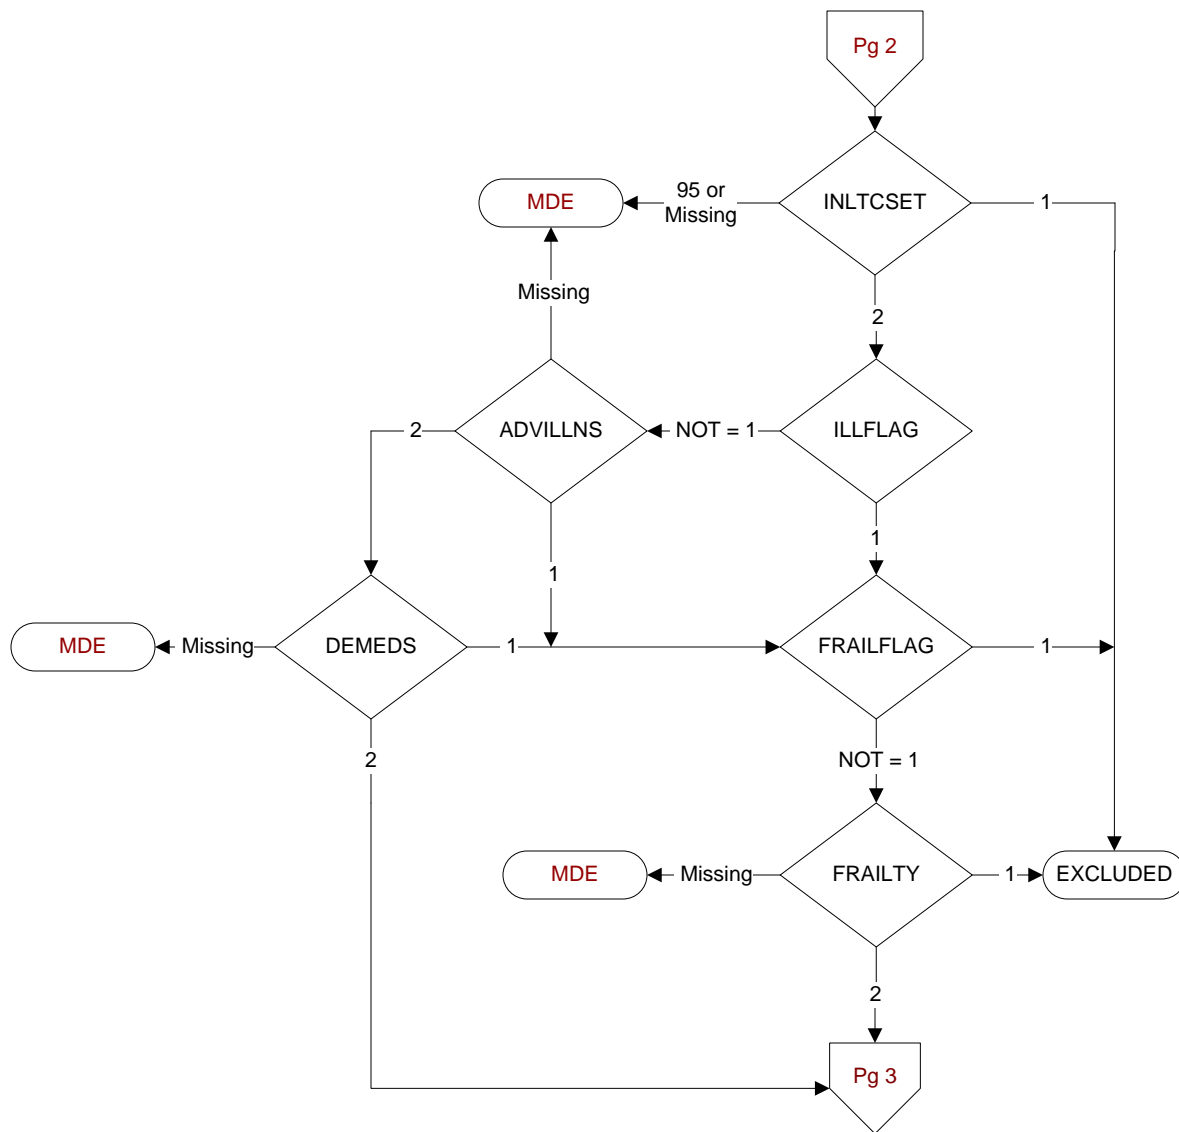 Pg 2
MDE
95 or
Missing
INLTCSET
1
Missing
2
2
ADVILLNS
NOT = 1
ILLFLAG
1
1
MDE
Missing
DEMEDS
1
FRAILFLAG
1
2
NOT = 1
MDE
Missing
FRAILTY
1
EXCLUDED
2
Pg 3